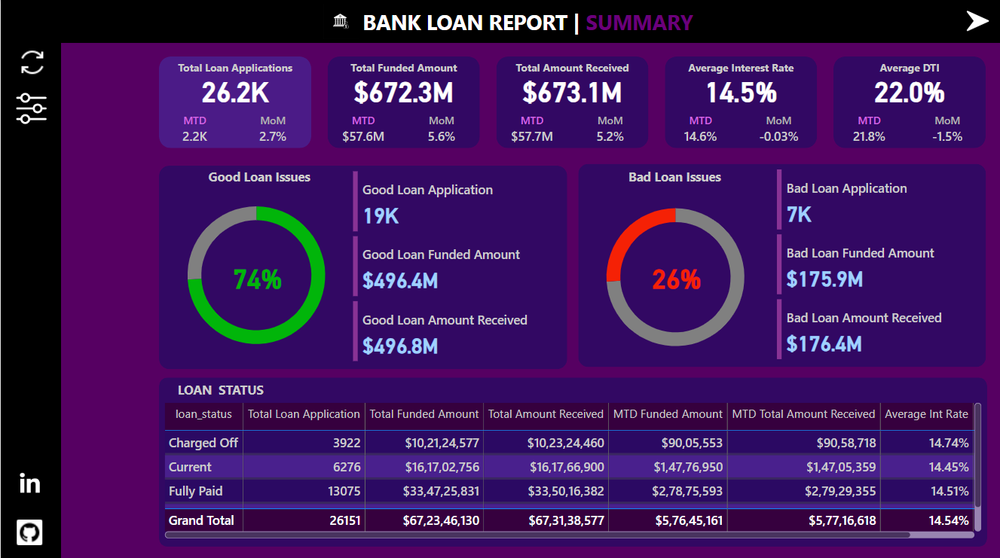 BANK LOAN REPORT | SUMMARY
Total Loan Applications
26.2K
MTD MoM
2.2K 2.7%
Total Funded Amount
$672.3M
MTD MoM
$57.6M 5.6%
Total Amount Received
$673.1M
MTD MoM
$57.7M 5.2%
Average Interest Rate
14.5%
MTD MoM
14.6% -0.03%
Average DTI
22.0%
MTD MoM
21.8% -1.5%
Good Loan Issues
74%
Good Loan Application
19K
Good Loan Funded Amount
$496.4M
Good Loan Amount Received
$496.8M
Bad Loan Issues
26%
Bad Loan Application
7K
Bad Loan Funded Amount
$175.9M
Bad Loan Amount Received
$176.4M
LOAN STATUS
loan_status Total Loan Application Total Funded Amount Total Amount Received MTD Funded Amount MTD Total Amount Received Average Int Rate
Charged Off 3922 $10,21,24,577 $10,23,24,460 $90,05,553 $90,58,718 14.74%
Current 6276 $16,17,02,756 $16,17,66,900 $1,47,76,950 $1,47,05,359 14.45%
Fully Paid 13075 $33,47,25,831 $33,50,16,382 $2,78,75,593 $2,79,29,355 14.51%
Grand Total 26151 $67,23,46,130 $67,31,38,577 $5,76,45,161 $5,77,16,618 14.54%
in